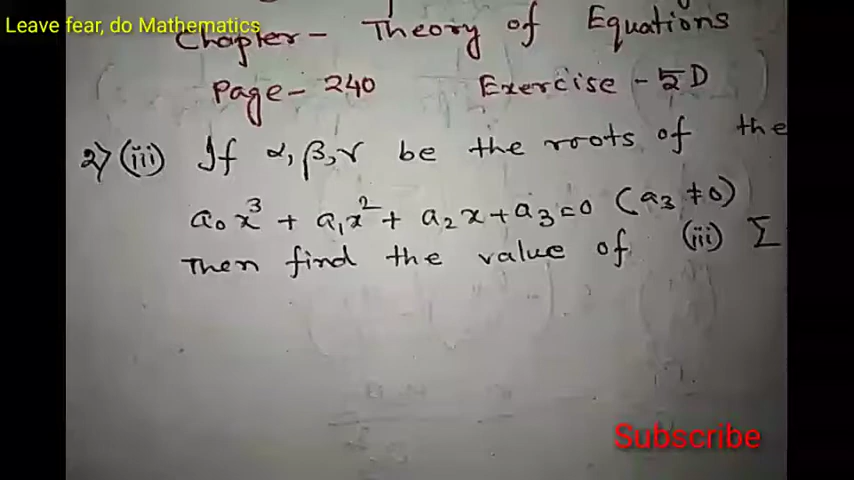 Leave fear, do Mathematics
Chapter - Theory of Equations
Page - 240 Exercise - 5D
2) (iii) If α, β, γ be the roots of the
a₀x³ + a₁x² + a₂x + a₃ = 0 (a₃ ≠ 0)
Then find the value of (iii) Σ
Subscribe